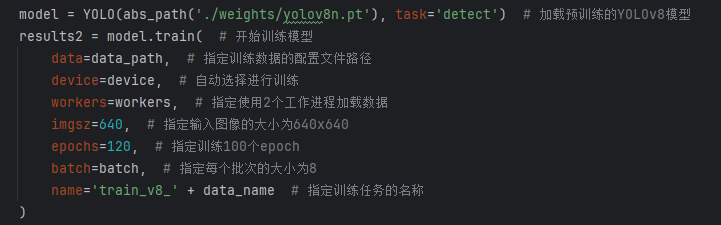 model = YOLO(abs_path('./weights/yolov8n.pt'), task='detect')  # 加载预训练的YOLOv8模型
results2 = model.train(  # 开始训练模型
    data=data_path,  # 指定训练数据的配置文件路径
    device=device,  # 自动选择进行训练
    workers=workers,  # 指定使用2个工作进程加载数据
    imgsz=640,  # 指定输入图像的大小为640x640
    epochs=120,  # 指定训练100个epoch
    batch=batch,  # 指定每个批次的大小为8
    name='train_v8_' + data_name  # 指定训练任务的名称
)